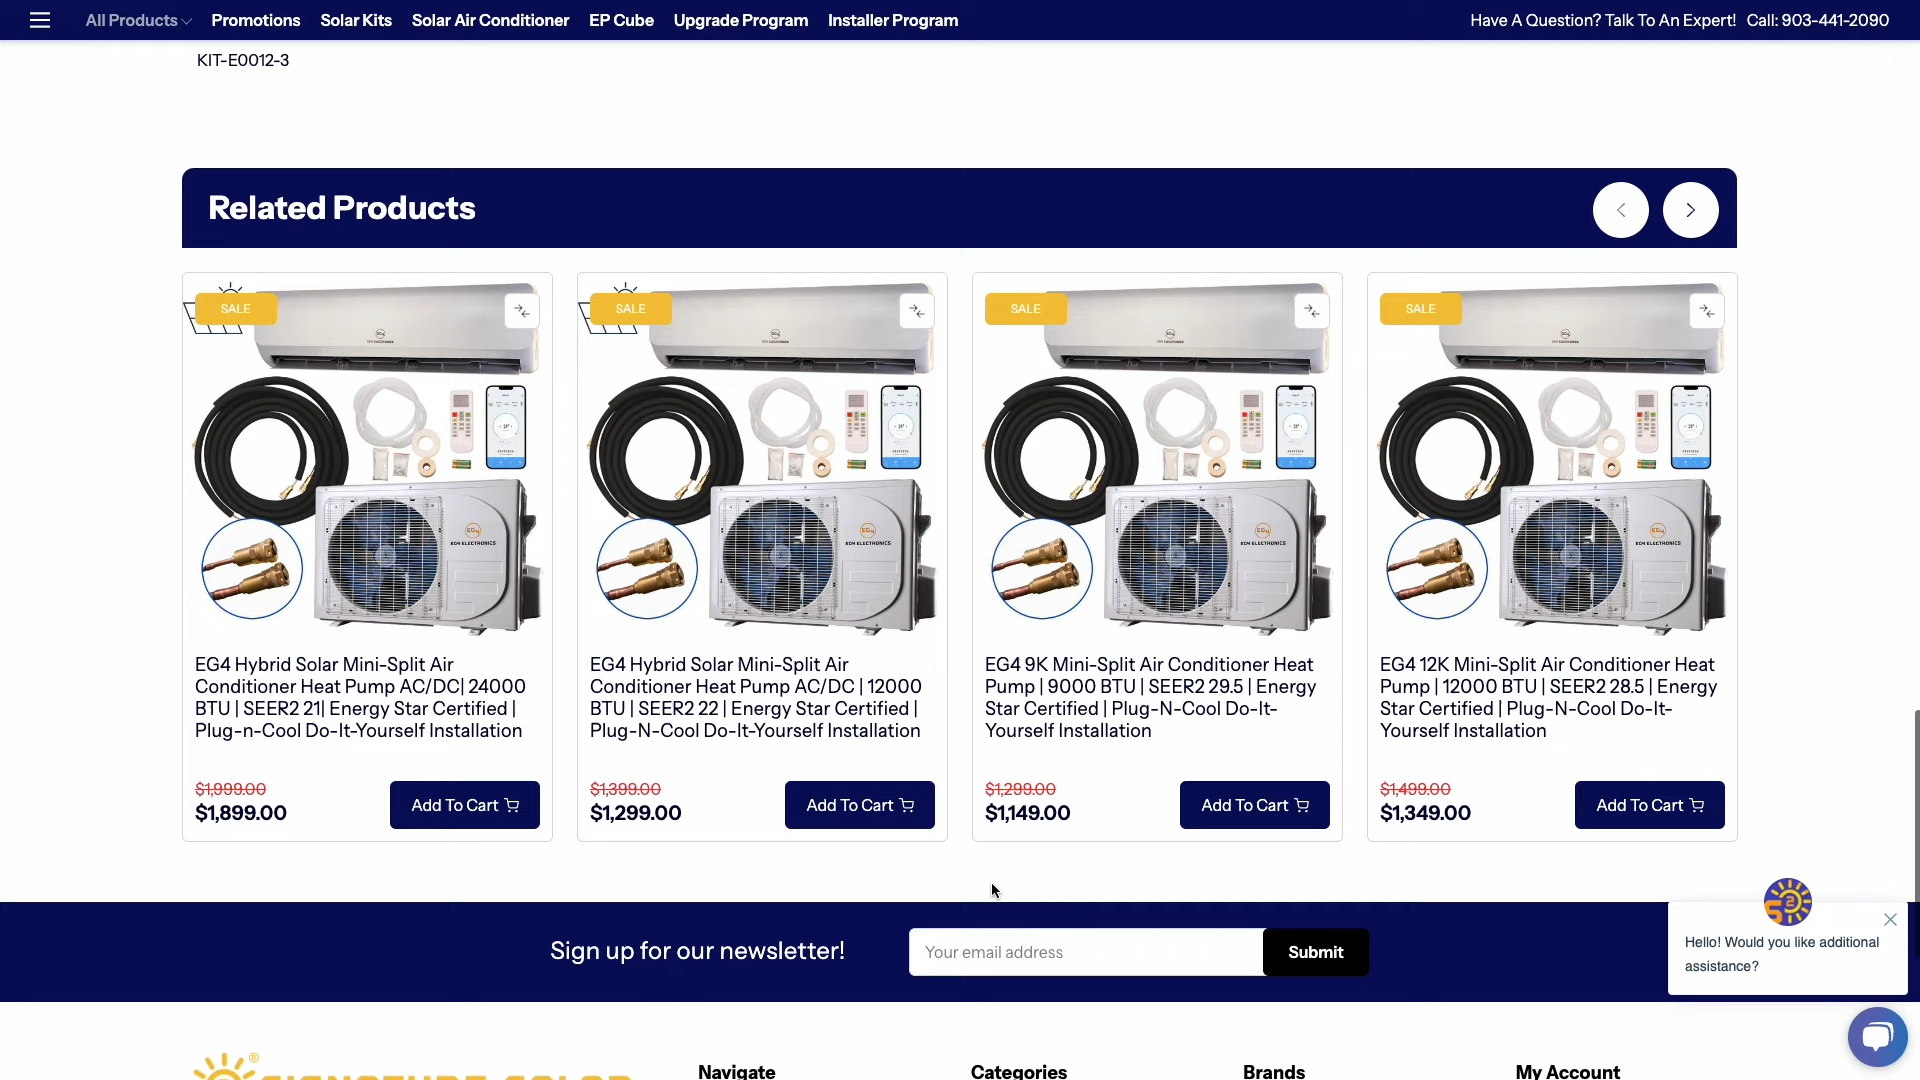 All Products Promotions Solar Kits Solar Air Conditioner EP Cube Upgrade Program Installer Program Have A Question? Talk To An Expert! Call: 903-441-2090
KIT-E0012-3
Related Products
SALE
SALE
SALE
SALE
EG4 Hybrid Solar Mini-Split Air
Conditioner Heat Pump AC/DC| 24000
BTU | SEER2 21| Energy Star Certified |
Plug-n-Cool Do-It-Yourself Installation
$1,999.00
$1,899.00
Add To Cart
EG4 Hybrid Solar Mini-Split Air
Conditioner Heat Pump AC/DC | 12000
BTU | SEER2 22 | Energy Star Certified |
Plug-N-Cool Do-It-Yourself Installation
$1,399.00
$1,299.00
Add To Cart
EG4 9K Mini-Split Air Conditioner Heat
Pump | 9000 BTU | SEER2 29.5 | Energy
Star Certified | Plug-N-Cool Do-It-
Yourself Installation
$1,299.00
$1,149.00
Add To Cart
EG4 12K Mini-Split Air Conditioner Heat
Pump | 12000 BTU | SEER2 28.5 | Energy
Star Certified | Plug-N-Cool Do-It-
Yourself Installation
$1,499.00
$1,349.00
Add To Cart
Sign up for our newsletter!
Your email address
Submit
Hello! Would you like additional
assistance?
SIGNATURE SOLAR
Navigate
Categories
Brands
My Account